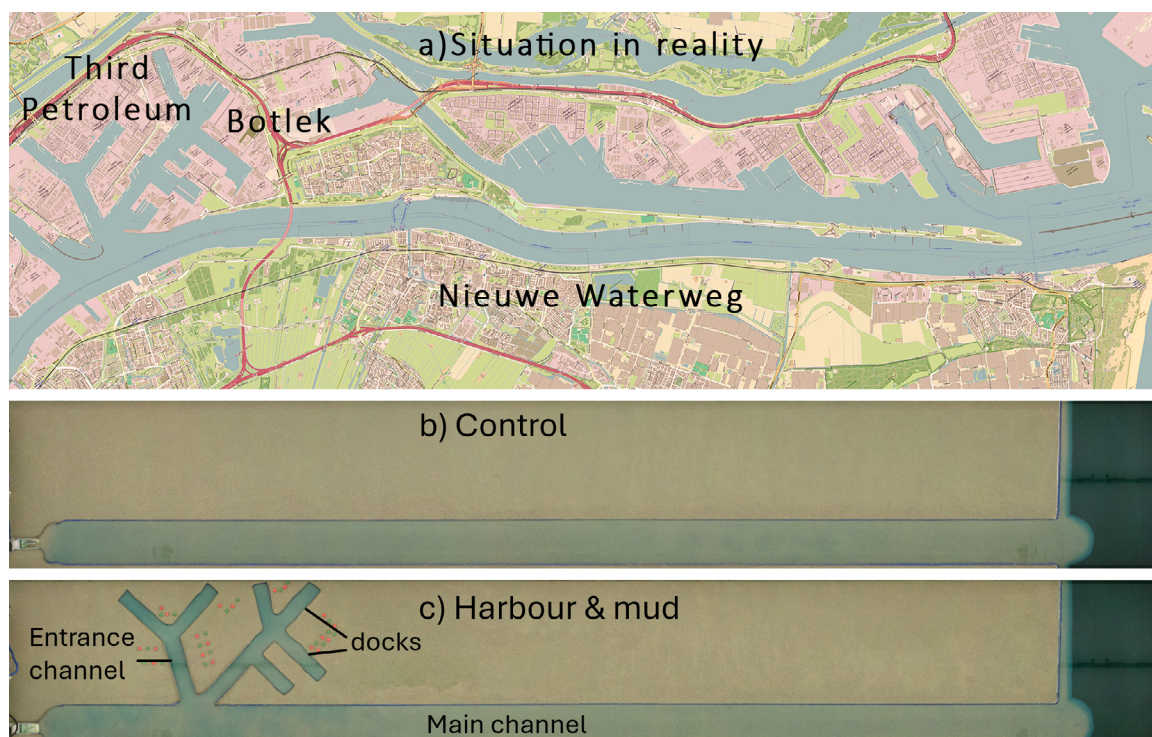 a)Situation in reality
Third
Petroleum
Botlek
Nieuwe Waterweg
b) Control
c) Harbour & mud
Entrance
channel
docks
Main channel